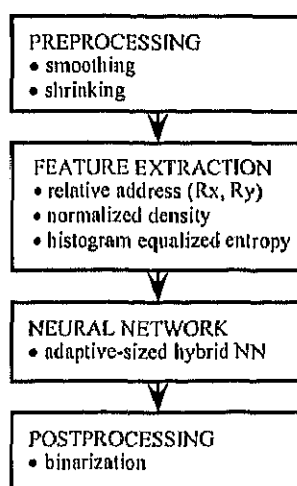 PREPROCESSING
• smoothing
• shrinking
FEATURE EXTRACTION
• relative address (Rx, Ry)
• normalized density
• histogram equalized entropy
NEURAL NETWORK
• adaptive-sized hybrid NN
POSTPROCESSING
• binarization